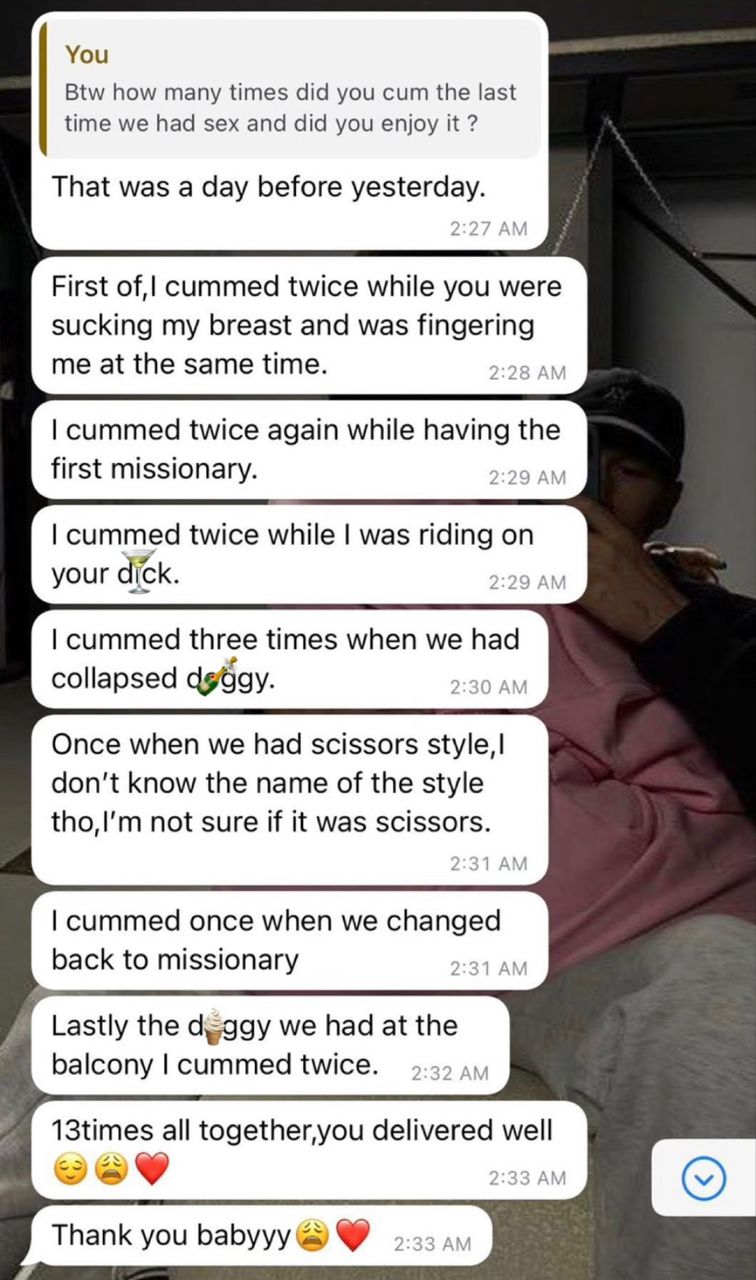 You
Btw how many times did you cum the last
time we had sex and did you enjoy it ?
That was a day before yesterday.
2:27 AM
First of,I cummed twice while you were
sucking my breast and was fingering
me at the same time.
2:28 AM
I cummed twice again while having the
first missionary.
2:29 AM
I cummed twice while I was riding on
your d🍸ck.
2:29 AM
I cummed three times when we had
collapsed d🍾ggy.
2:30 AM
Once when we had scissors style,I
don’t know the name of the style
tho,I’m not sure if it was scissors.
2:31 AM
I cummed once when we changed
back to missionary
2:31 AM
Lastly the d🍦ggy we had at the
balcony I cummed twice.
2:32 AM
13times all together,you delivered well
😌😩❤️
2:33 AM
Thank you babyyy😩❤️
2:33 AM